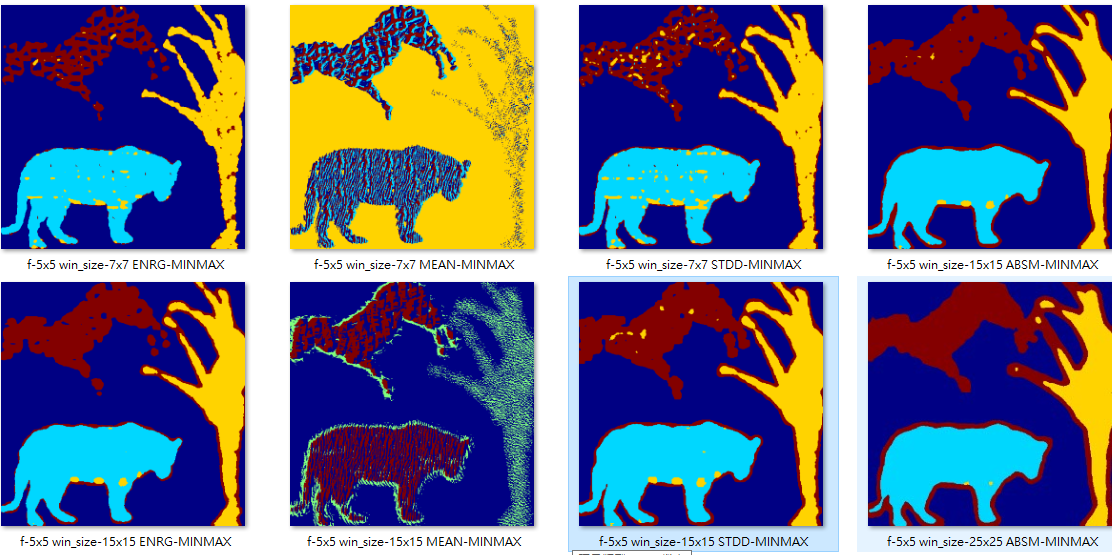 f-5x5 win_size-7x7 ENRG-MINMAX
f-5x5 win_size-7x7 MEAN-MINMAX
f-5x5 win_size-7x7 STDD-MINMAX
f-5x5 win_size-15x15 ABSM-MINMAX
f-5x5 win_size-15x15 ENRG-MINMAX
f-5x5 win_size-15x15 MEAN-MINMAX
f-5x5 win_size-15x15 STDD-MINMAX
f-5x5 win_size-25x25 ABSM-MINMAX